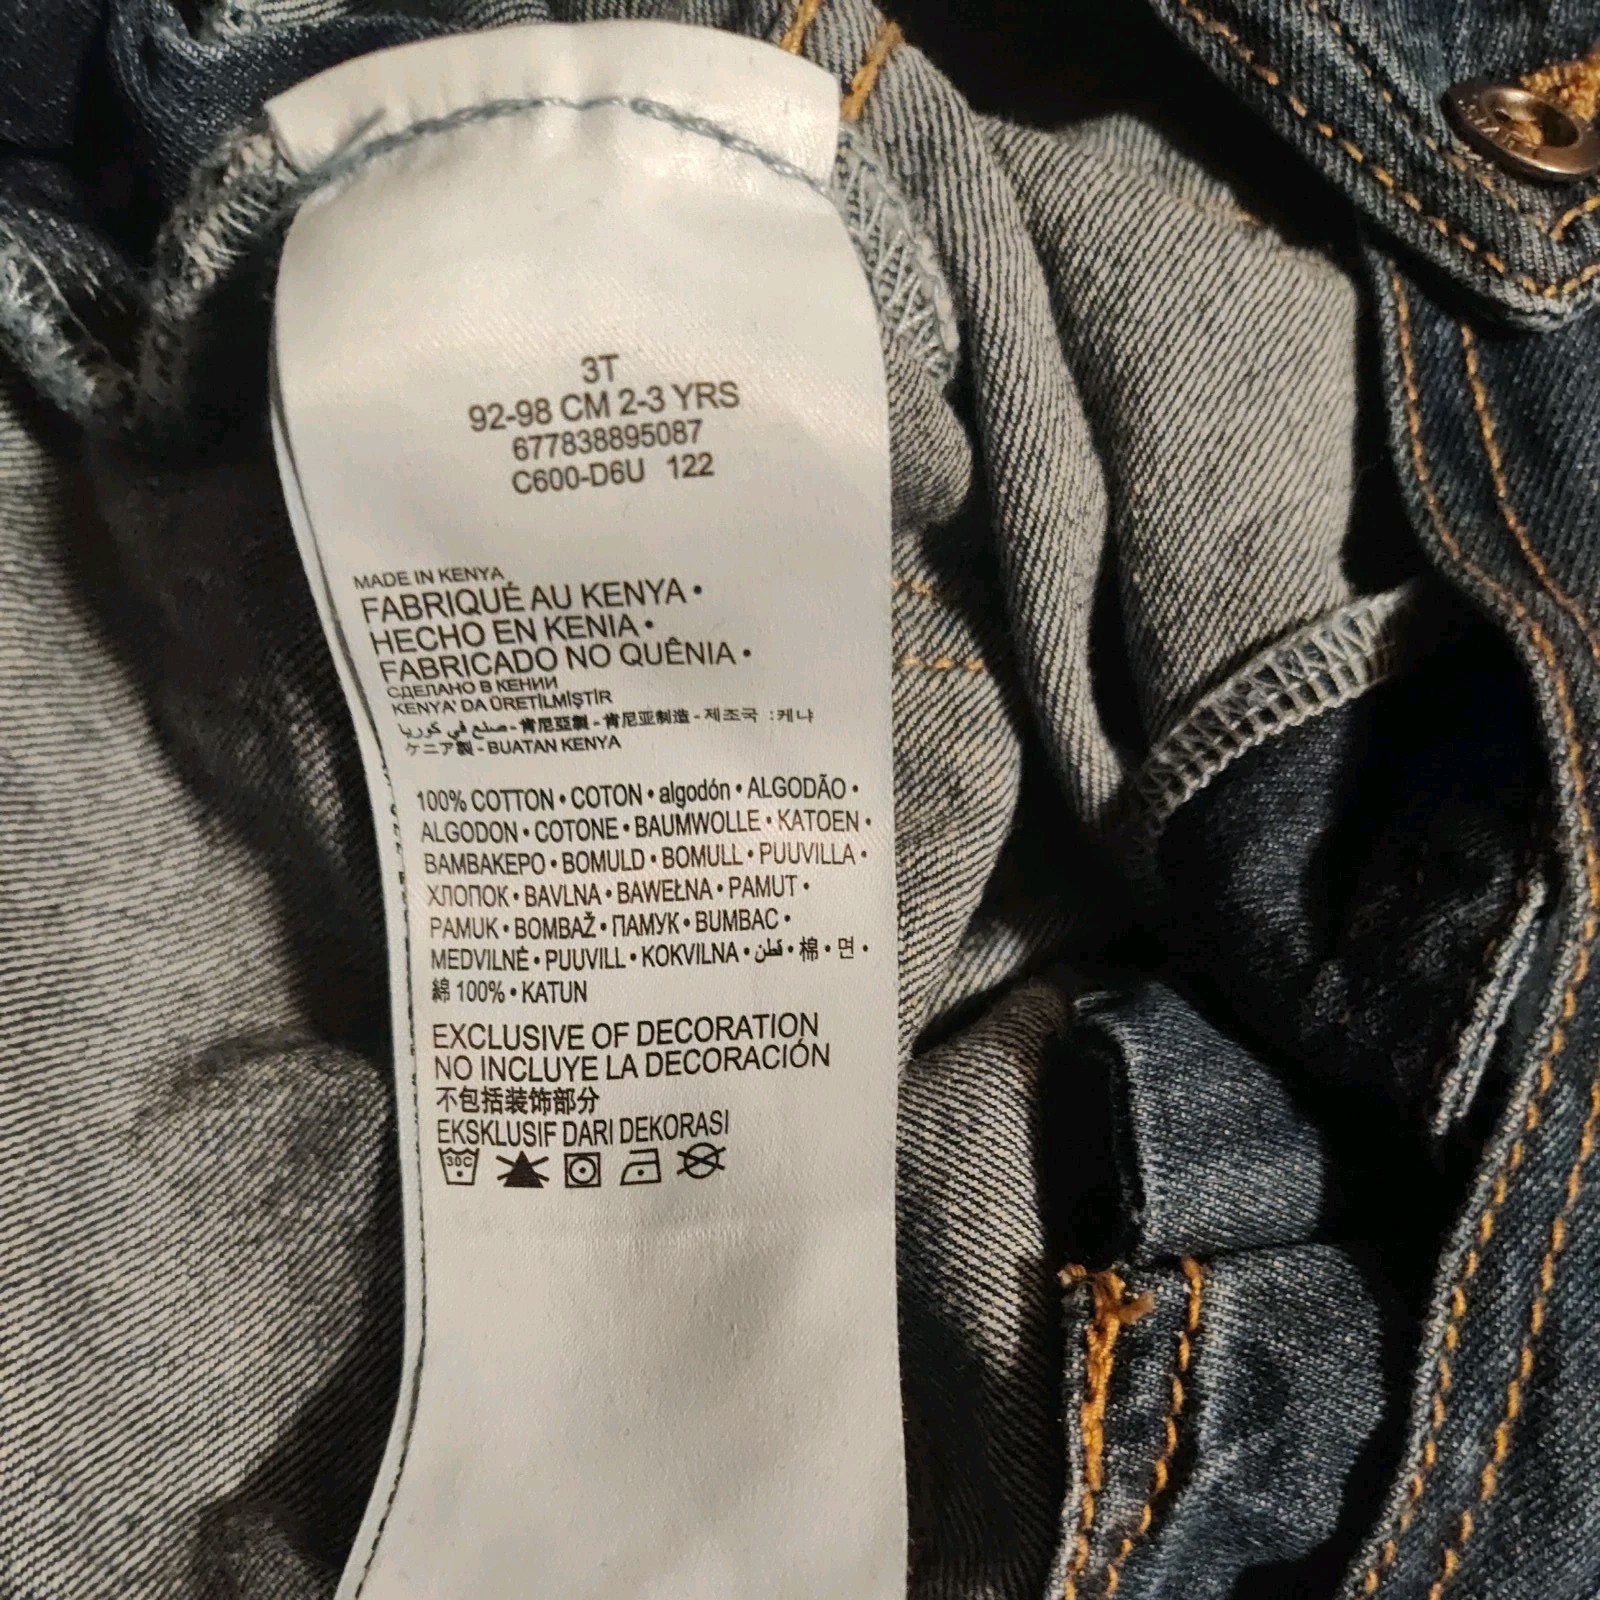 3T
92-98 CM 2-3 YRS
677838895087
C600-D6U 122
MADE IN KENYA
FABRIQUÉ AU KENYA •
HECHO EN KENIA •
FABRICADO NO QUÊNIA •
СДЕЛАНО В КЕНИИ
KENYA' DA ÜRETİLMİŞTİR
صنع في كوريا - 肯尼亞製 - 肯尼亚制造 - 제조국 : 케냐
ケニア製 - BUATAN KENYA
100% COTTON • COTON • algodón • ALGODÃO •
ALGODON • COTONE • BAUMWOLLE • KATOEN •
ΒΑΜΒΑΚΕΡΟ • BOMULD • BOMULL • PUUVILLA •
ХЛОПОК • BAVLNA • BAWEŁNA • PAMUT •
PAMUK • BOMBAŽ • ПАМУК • BUMBAC •
MEDVILNĖ • PUUVILL • KOKVILNA • قطن • 棉 • 면 •
綿 100% • KATUN
EXCLUSIVE OF DECORATION
NO INCLUYE LA DECORACIÓN
不包括装饰部分
EKSKLUSIF DARI DEKORASI
30C